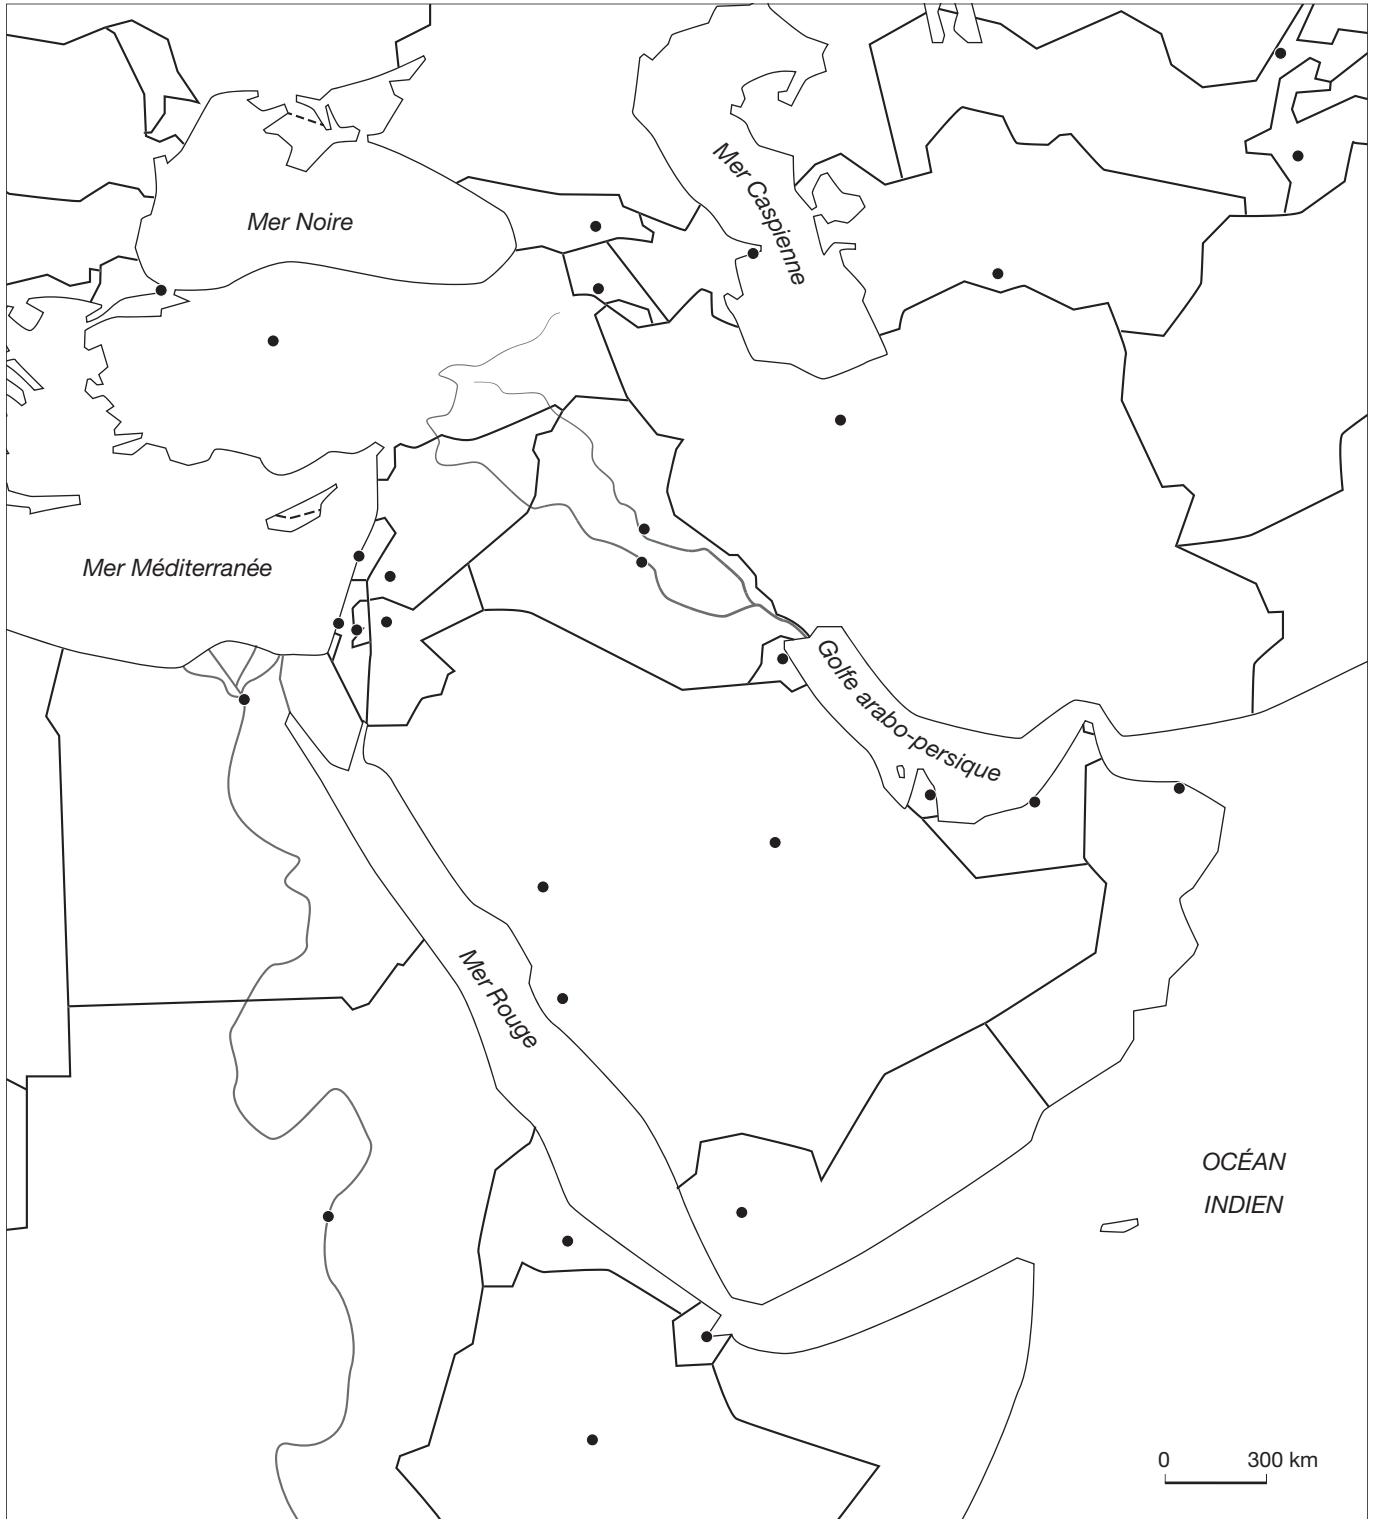 Mer Caspienne
Mer Noire
Mer Méditerranée
Golfe arabo-persique
Mer Rouge
OCÉAN
INDIEN
0 300 km